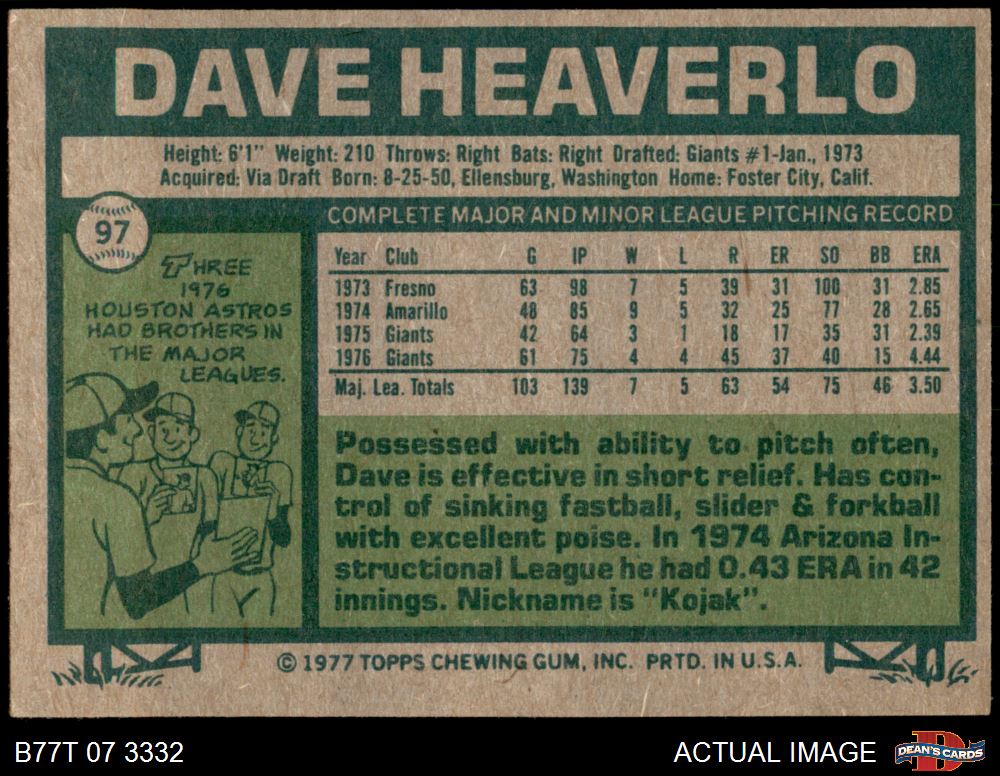 DAVE HEAVERLO
Height: 6'1" Weight: 210 Throws: Right Bats: Right Drafted: Giants #1-Jan., 1973
Acquired: Via Draft Born: 8-25-50, Ellensburg, Washington Home: Foster City, Calif.
97
THREE
1976
HOUSTON ASTROS
HAD BROTHERS IN
THE MAJOR
LEAGUES.
COMPLETE MAJOR AND MINOR LEAGUE PITCHING RECORD
Year Club G IP W L R ER SO BB ERA
1973 Fresno 63 98 7 5 39 31 100 31 2.85
1974 Amarillo 48 85 9 5 32 25 77 28 2.65
1975 Giants 42 64 3 1 18 17 35 31 2.39
1976 Giants 61 75 4 4 45 37 40 15 4.44
Maj. Lea. Totals 103 139 7 5 63 54 75 46 3.50
Possessed with ability to pitch often,
Dave is effective in short relief. Has con-
trol of sinking fastball, slider & forkball
with excellent poise. In 1974 Arizona In-
structional League he had 0.43 ERA in 42
innings. Nickname is "Kojak".
© 1977 TOPPS CHEWING GUM, INC. PRTD. IN U.S.A.
B77T 07 3332
ACTUAL IMAGE
DEAN'S CARDS